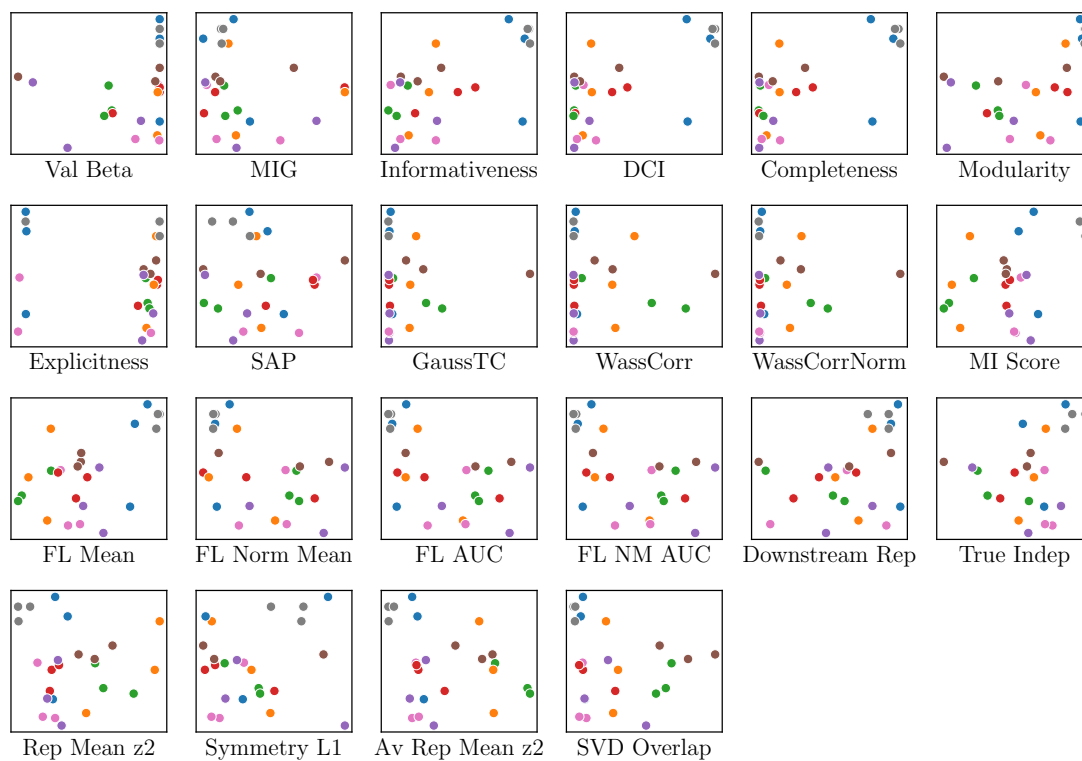 Val Beta MIG Informativeness DCI Completeness Modularity
Explicitness SAP GaussTC WassCorr WassCorrNorm MI Score
FL Mean FL Norm Mean FL AUC FL NM AUC Downstream Rep True Indep
Rep Mean z2 Symmetry L1 Av Rep Mean z2 SVD Overlap